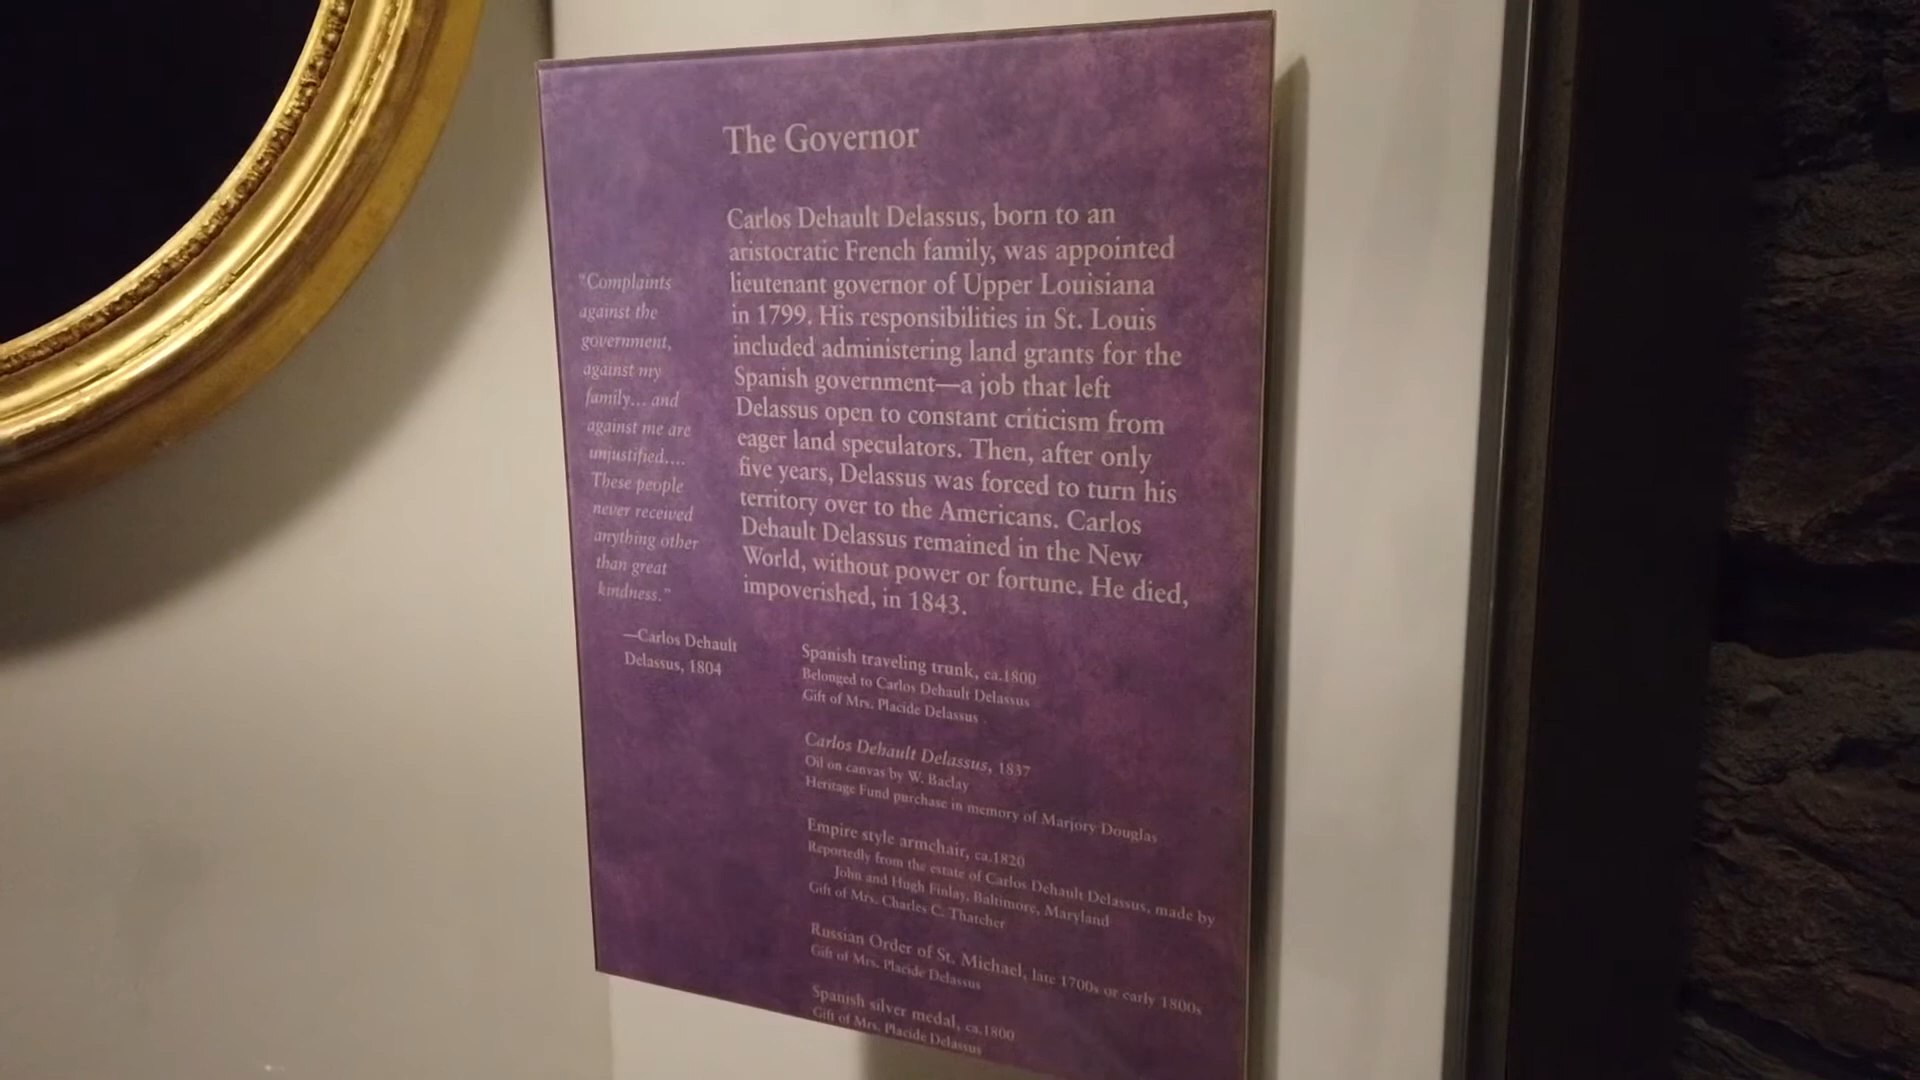 The Governor
Carlos Dehault Delassus, born to an
aristocratic French family, was appointed
lieutenant governor of Upper Louisiana
in 1799. His responsibilities in St. Louis
included administering land grants for the
Spanish government—a job that left
Delassus open to constant criticism from
eager land speculators. Then, after only
five years, Delassus was forced to turn his
territory over to the Americans. Carlos
Dehault Delassus remained in the New
World, without power or fortune. He died,
impoverished, in 1843.
"Complaints
against the
government,
against my
family... and
against me are
unjustified....
These people
never received
anything other
than great
kindness."
—Carlos Dehault
Delassus, 1804
Spanish traveling trunk, ca.1800
Belonged to Carlos Dehault Delassus
Gift of Mrs. Placide Delassus
Carlos Dehault Delassus, 1837
Oil on canvas by W. Baclay
Heritage Fund purchase in memory of Marjory Douglas
Empire style armchair, ca.1820
Reportedly from the estate of Carlos Dehault Delassus, made by
John and Hugh Finlay, Baltimore, Maryland
Gift of Mrs. Charles C. Thatcher
Russian Order of St. Michael, late 1700s or early 1800s
Gift of Mrs. Placide Delassus
Spanish silver medal, ca.1800
Gift of Mrs. Placide Delassus